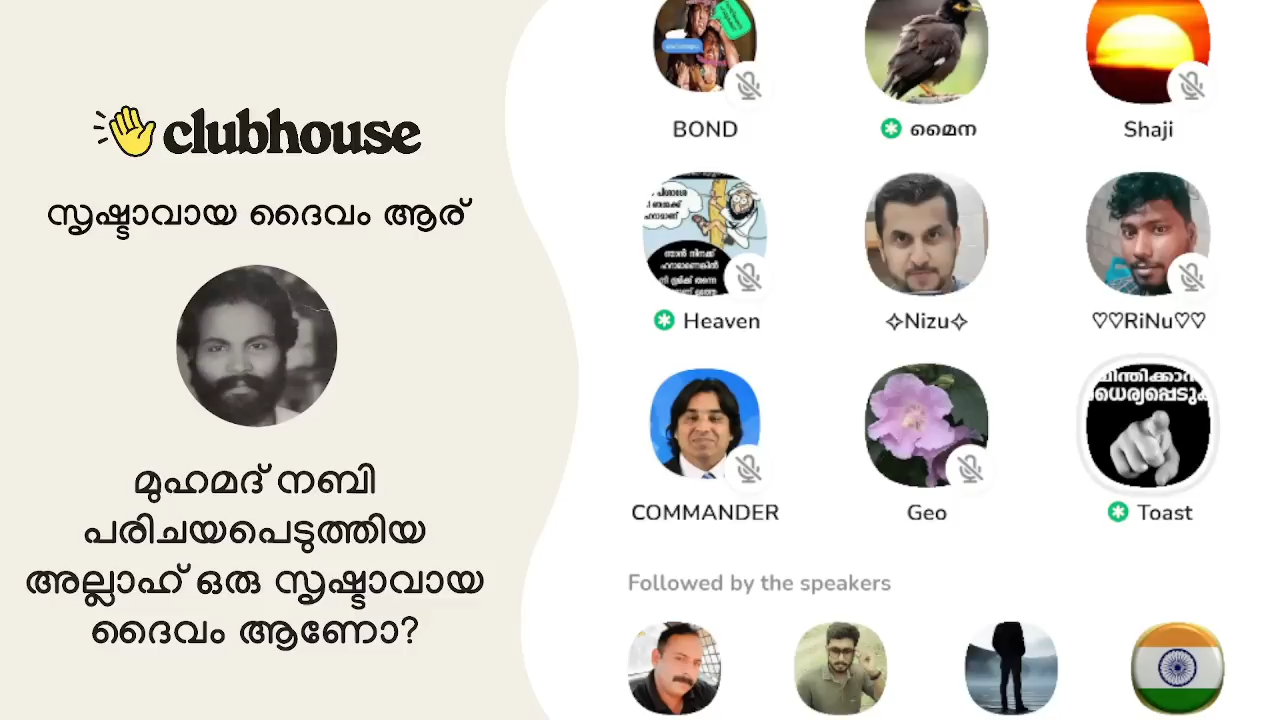 clubhouse
സൃഷ്ടാവായ ദൈവം ആര്
മുഹമദ് നബി
പരിചയപെടുത്തിയ
അല്ലാഹ് ഒരു സൃഷ്ടാവായ
ദൈവം ആണോ?
BOND
മൈന
Shaji
Heaven
✧Nizu✧
♡♡RiNu♡♡
ചിന്തിക്കാൻ
ധൈര്യപ്പെടുക
COMMANDER
Geo
Toast
Followed by the speakers